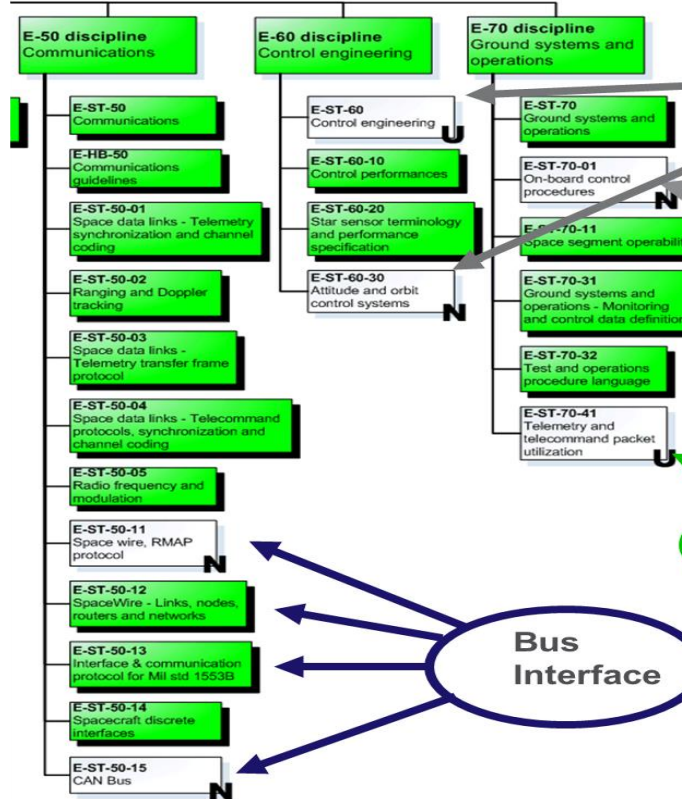 E-50 discipline
Communications
E-ST-50
Communications
E-HB-50
Communications
guidelines
E-ST-50-01
Space data links - Telemetry
synchronization and channel
coding
E-ST-50-02
Ranging and Doppler
tracking
E-ST-50-03
Space data links -
Telemetry transfer frame
protocol
E-ST-50-04
Space data links - Telecommand
protocols, synchronization and
channel coding
E-ST-50-05
Radio frequency and
modulation
E-ST-50-11
Space wire, RMAP
protocol
N
E-ST-50-12
SpaceWire - Links, nodes,
routers and networks
E-ST-50-13
Interface & communication
protocol for Mil std 1553B
E-ST-50-14
Spacecraft discrete
interfaces
E-ST-50-15
CAN Bus
N
E-60 discipline
Control engineering
E-ST-60
Control engineering
U
E-ST-60-10
Control performances
E-ST-60-20
Star sensor terminology
and performance
specification
E-ST-60-30
Attitude and orbit
control systems
N
E-70 discipline
Ground systems and
operations
E-ST-70
Ground systems and
operations
E-ST-70-01
On-board control
procedures
N
E-ST-70-11
Space segment
E-ST-70-31
Ground systems and
operations - Monitoring
and control data
E-ST-70-32
Test and operations
procedure language
E-ST-70-41
Telemetry and
telecommand packet
utilization
U
Bus
Interface